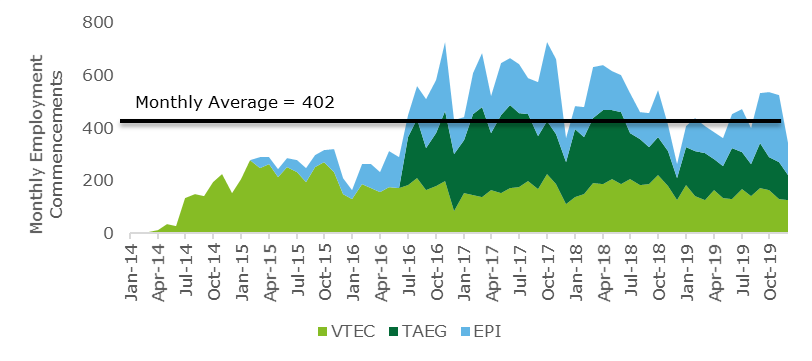 800
600
400
200
0
Monthly Employment
Commencements
Monthly Average = 402
Jan-14
Apr-14
Jul-14
Oct-14
Jan-15
Apr-15
Jul-15
Oct-15
Jan-16
Apr-16
Jul-16
Oct-16
Jan-17
Apr-17
Jul-17
Oct-17
Jan-18
Apr-18
Jul-18
Oct-18
Jan-19
Apr-19
Jul-19
Oct-19
VTEC TAEG EPI